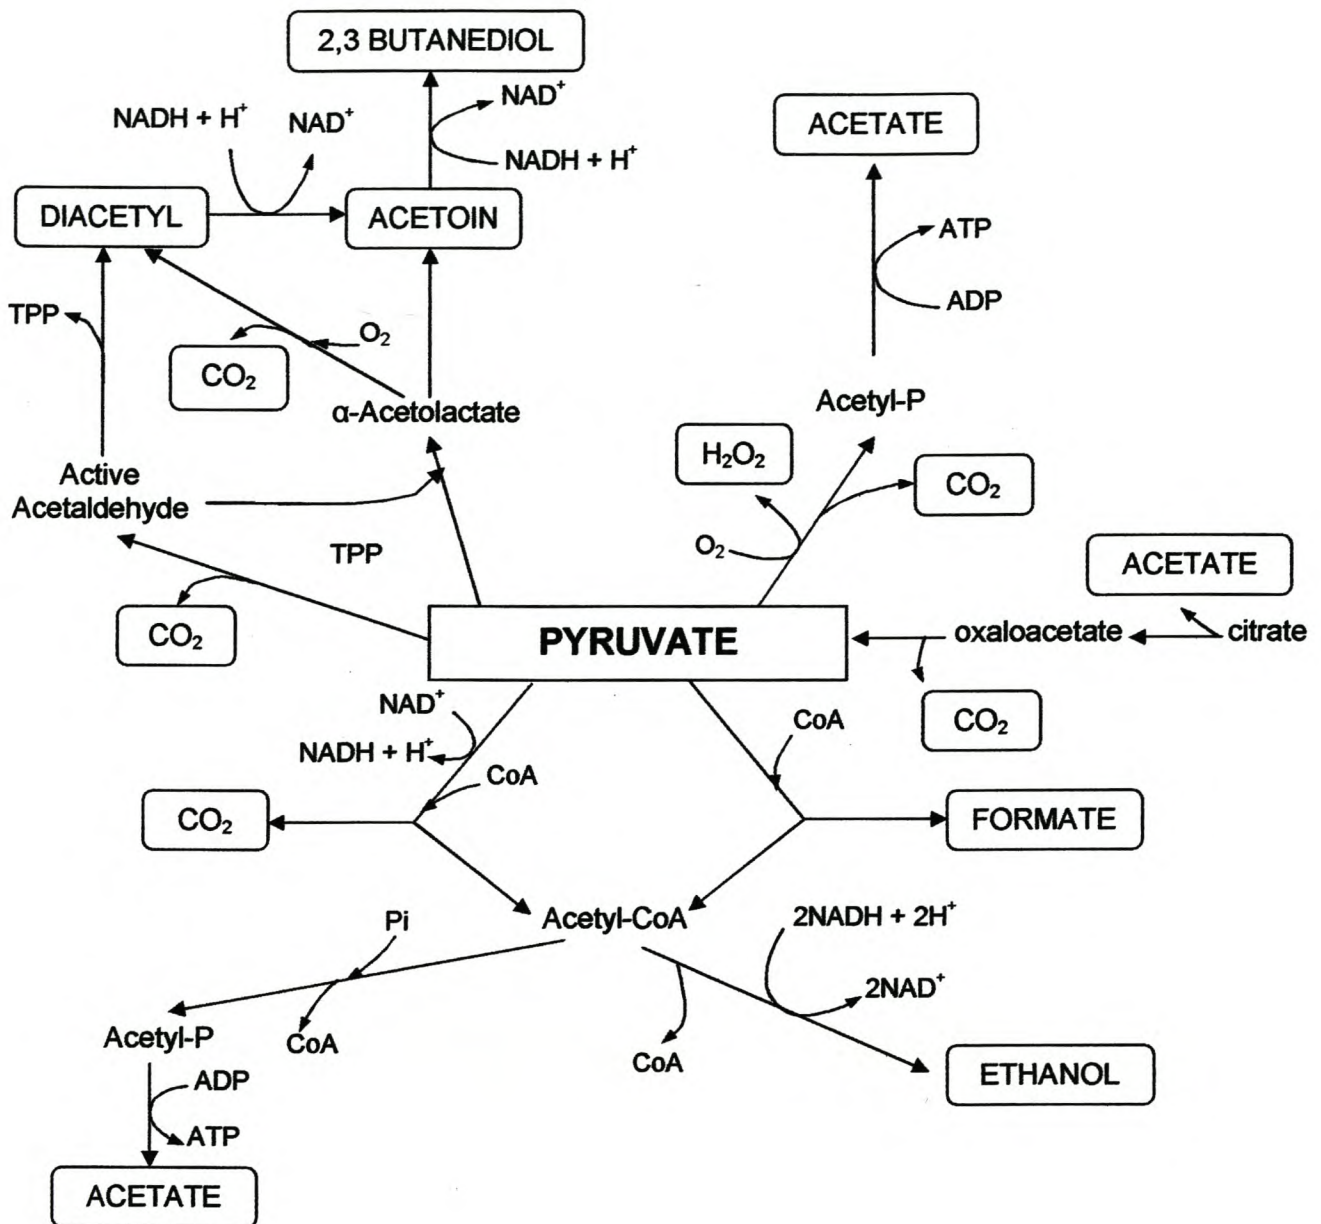 2,3 BUTANEDIOL
NADH + H⁺
NAD⁺
NAD⁺
NADH + H⁺
ACETATE
DIACETYL
ACETOIN
ATP
ADP
TPP
O₂
CO₂
α-Acetolactate
Acetyl-P
H₂O₂
CO₂
Active
Acetaldehyde
TPP
O₂
ACETATE
CO₂
PYRUVATE
oxaloacetate
citrate
CO₂
NAD⁺
NADH + H⁺
CoA
CoA
CO₂
FORMATE
Pi
Acetyl-CoA
2NADH + 2H⁺
2NAD⁺
Acetyl-P
CoA
CoA
ETHANOL
ADP
ATP
ACETATE